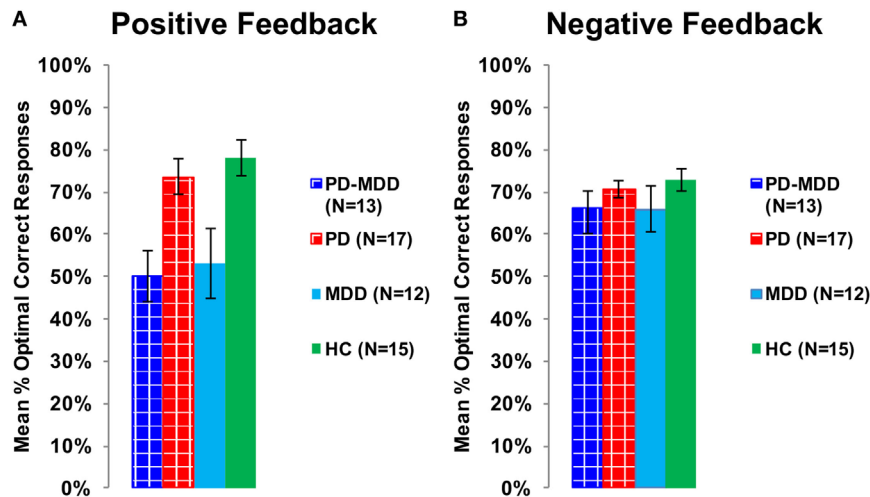 A
Positive Feedback
Mean % Optimal Correct Responses
100%
90%
80%
70%
60%
50%
40%
30%
20%
10%
0%
PD-MDD
(N=13)
PD (N=17)
MDD (N=12)
HC (N=15)
B
Negative Feedback
Mean % Optimal Correct Responses
100%
90%
80%
70%
60%
50%
40%
30%
20%
10%
0%
PD-MDD
(N=13)
PD (N=17)
MDD (N=12)
HC (N=15)